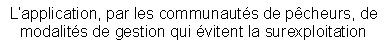 L'application, par les communautés de pêcheurs, de
modalités de gestion qui évitent la surexploitation